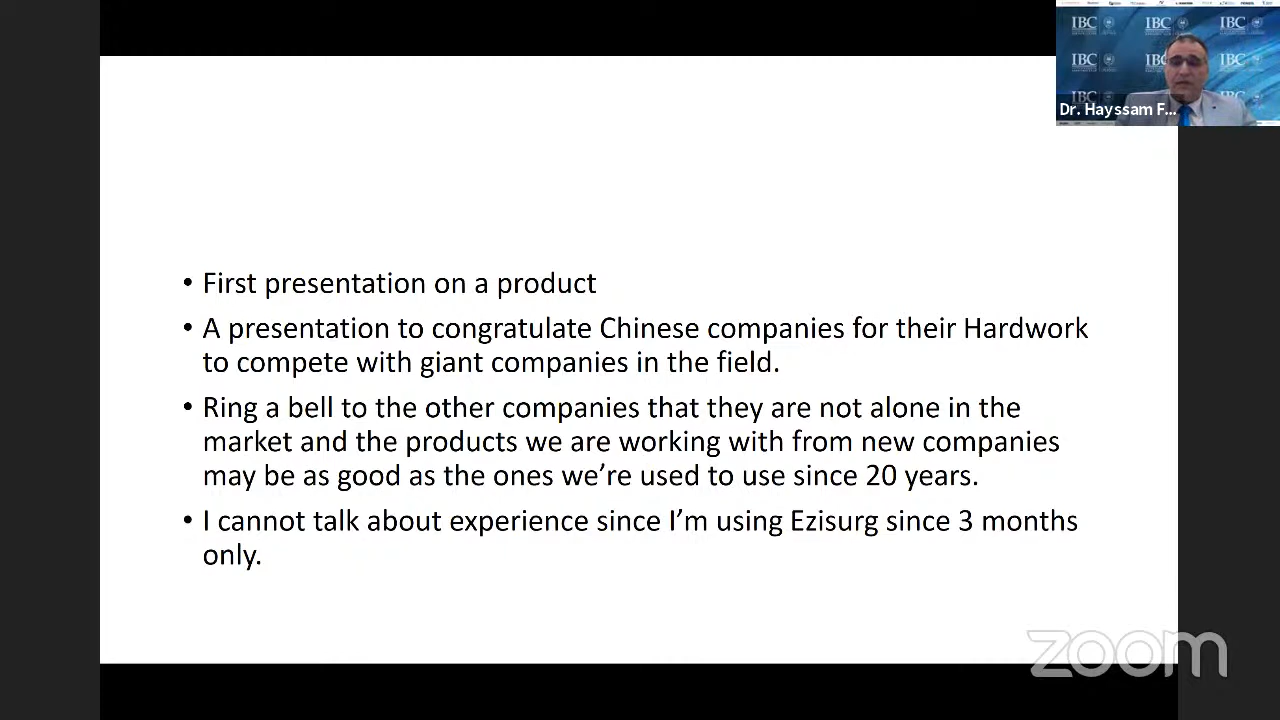 IBC IBC IBC
IBC IBC IBC
IBC
Dr. Hayssam F...
• First presentation on a product
• A presentation to congratulate Chinese companies for their Hardwork
to compete with giant companies in the field.
• Ring a bell to the other companies that they are not alone in the
market and the products we are working with from new companies
may be as good as the ones we’re used to use since 20 years.
• I cannot talk about experience since I’m using Ezisurg since 3 months
only.
zoom